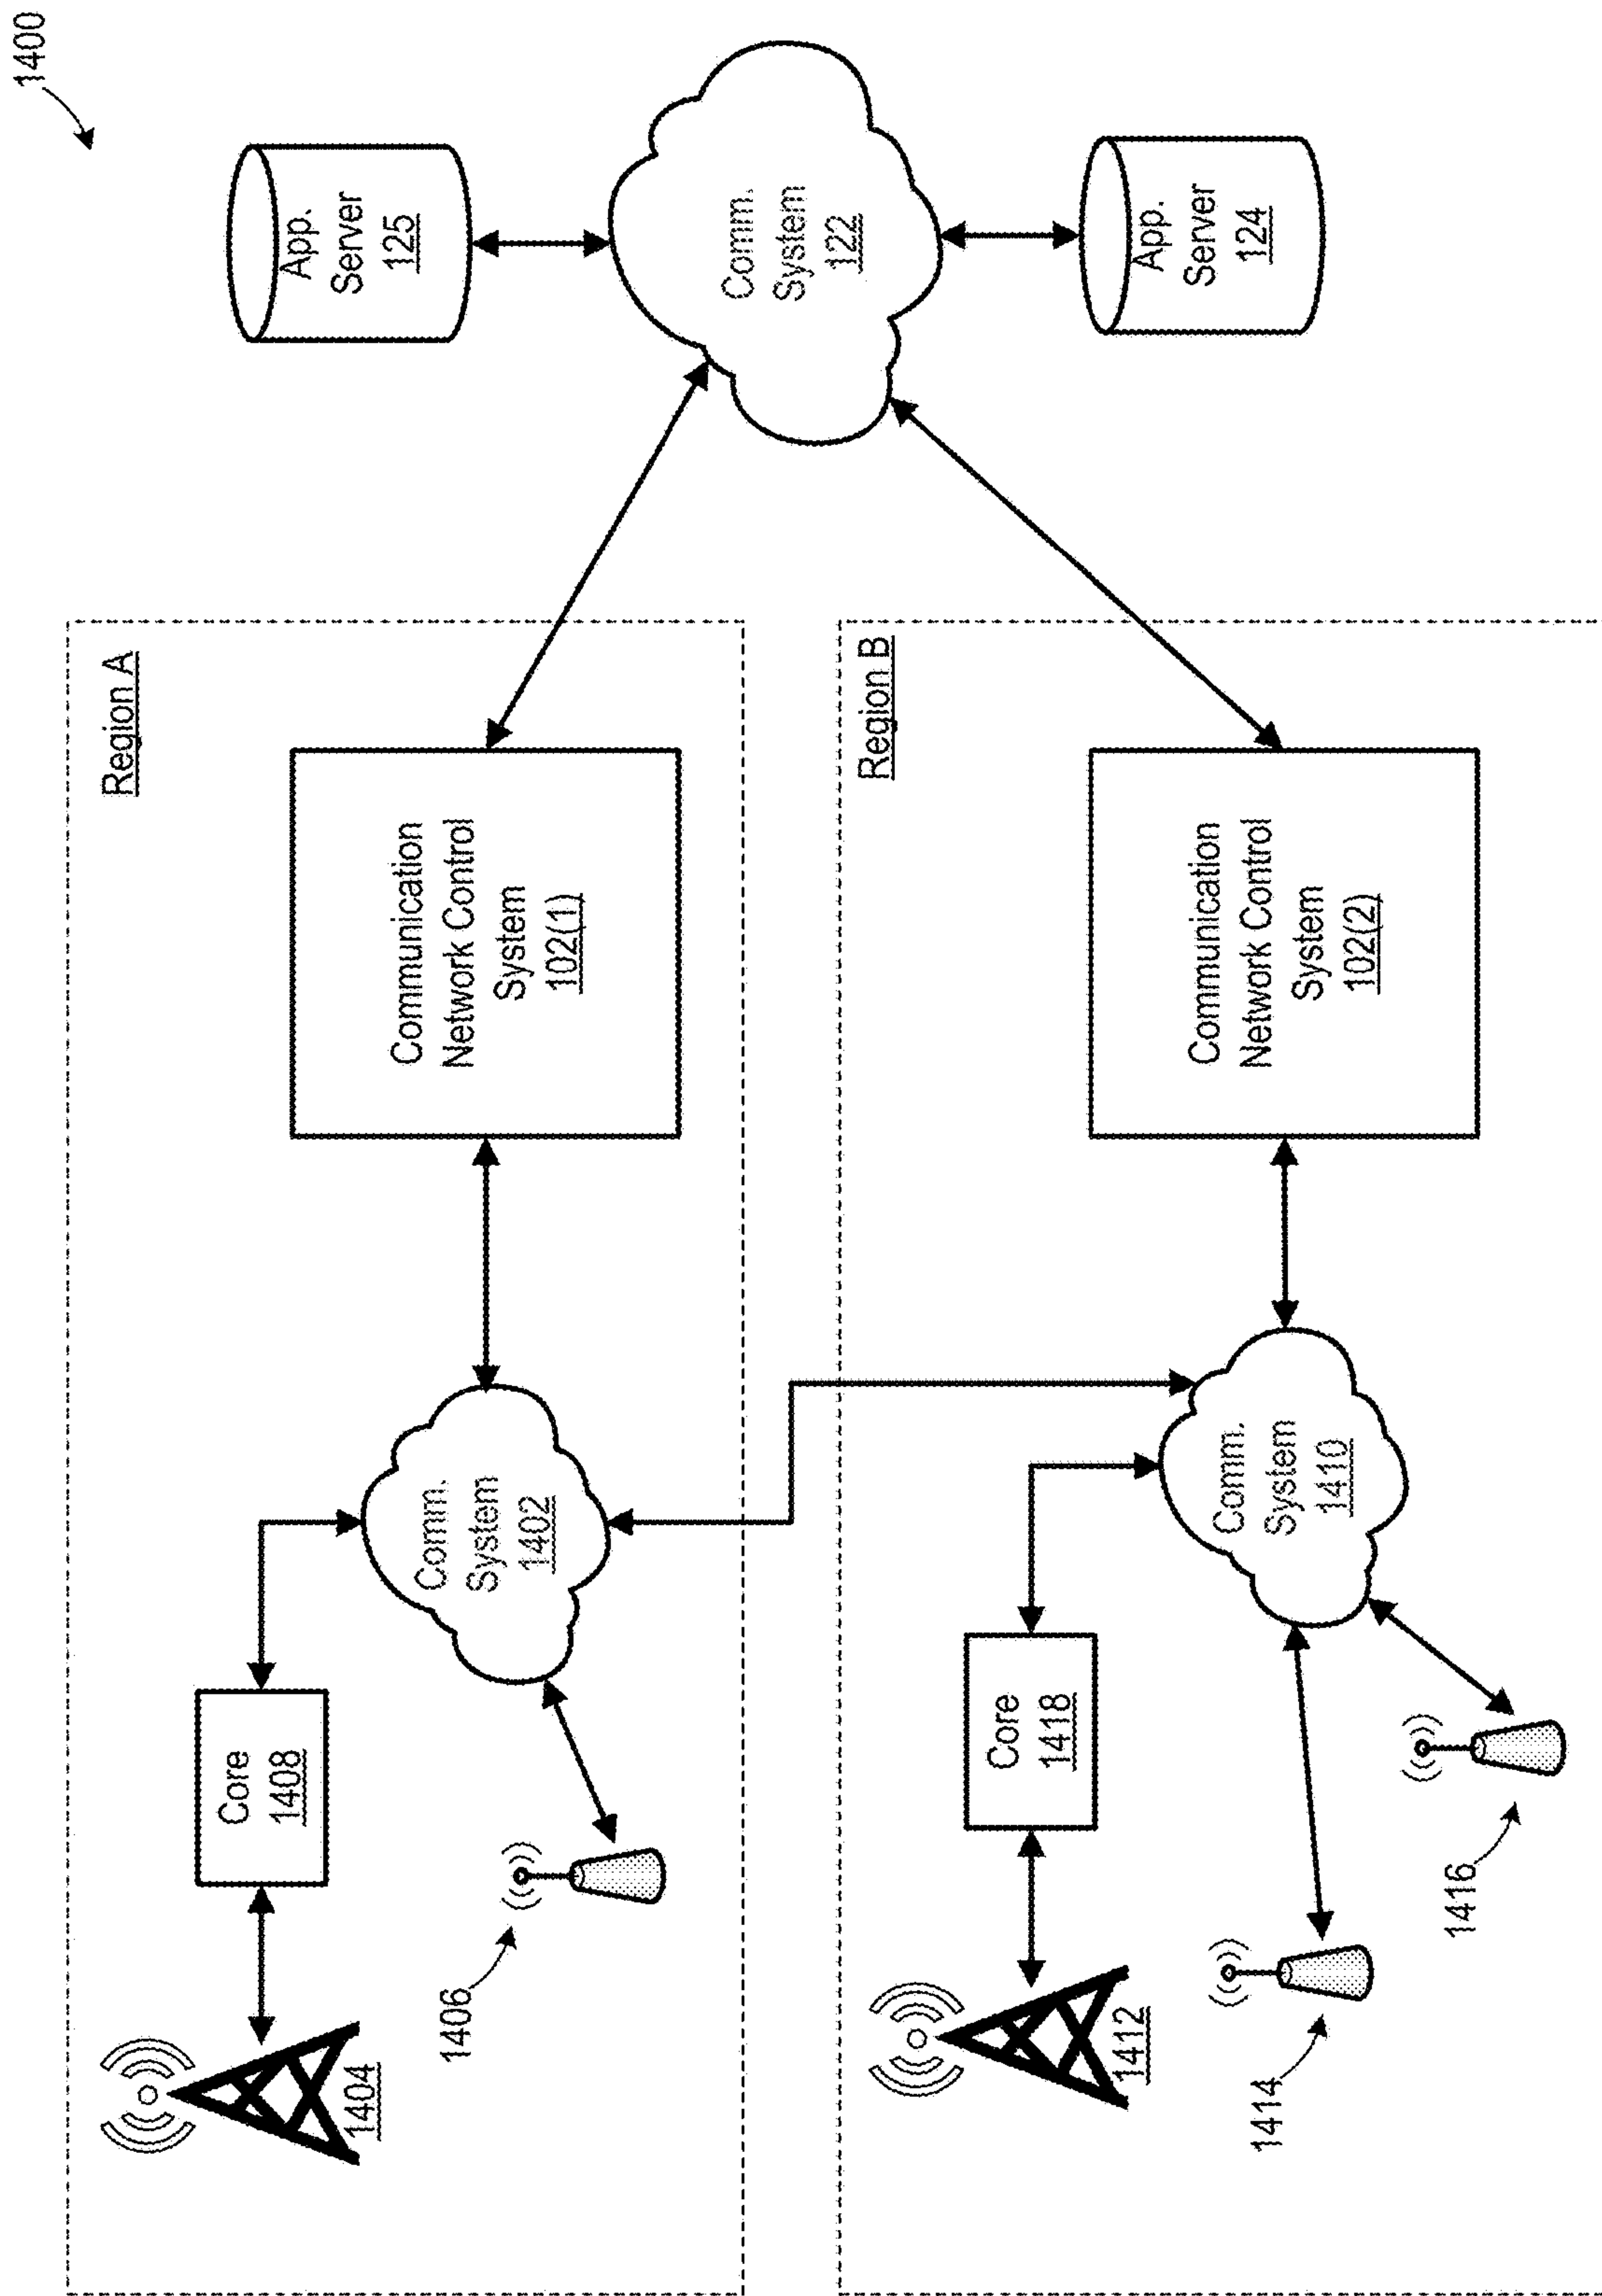 1400
App.
Server
125
Comm.
System
122
App.
Server
124
Region A
Communication
Network Control
System
102(1)
Comm.
System
1402
Core
1408
1404
1406
Region B
Communication
Network Control
System
102(2)
Comm.
System
1410
Core
1418
1412
1414
1416